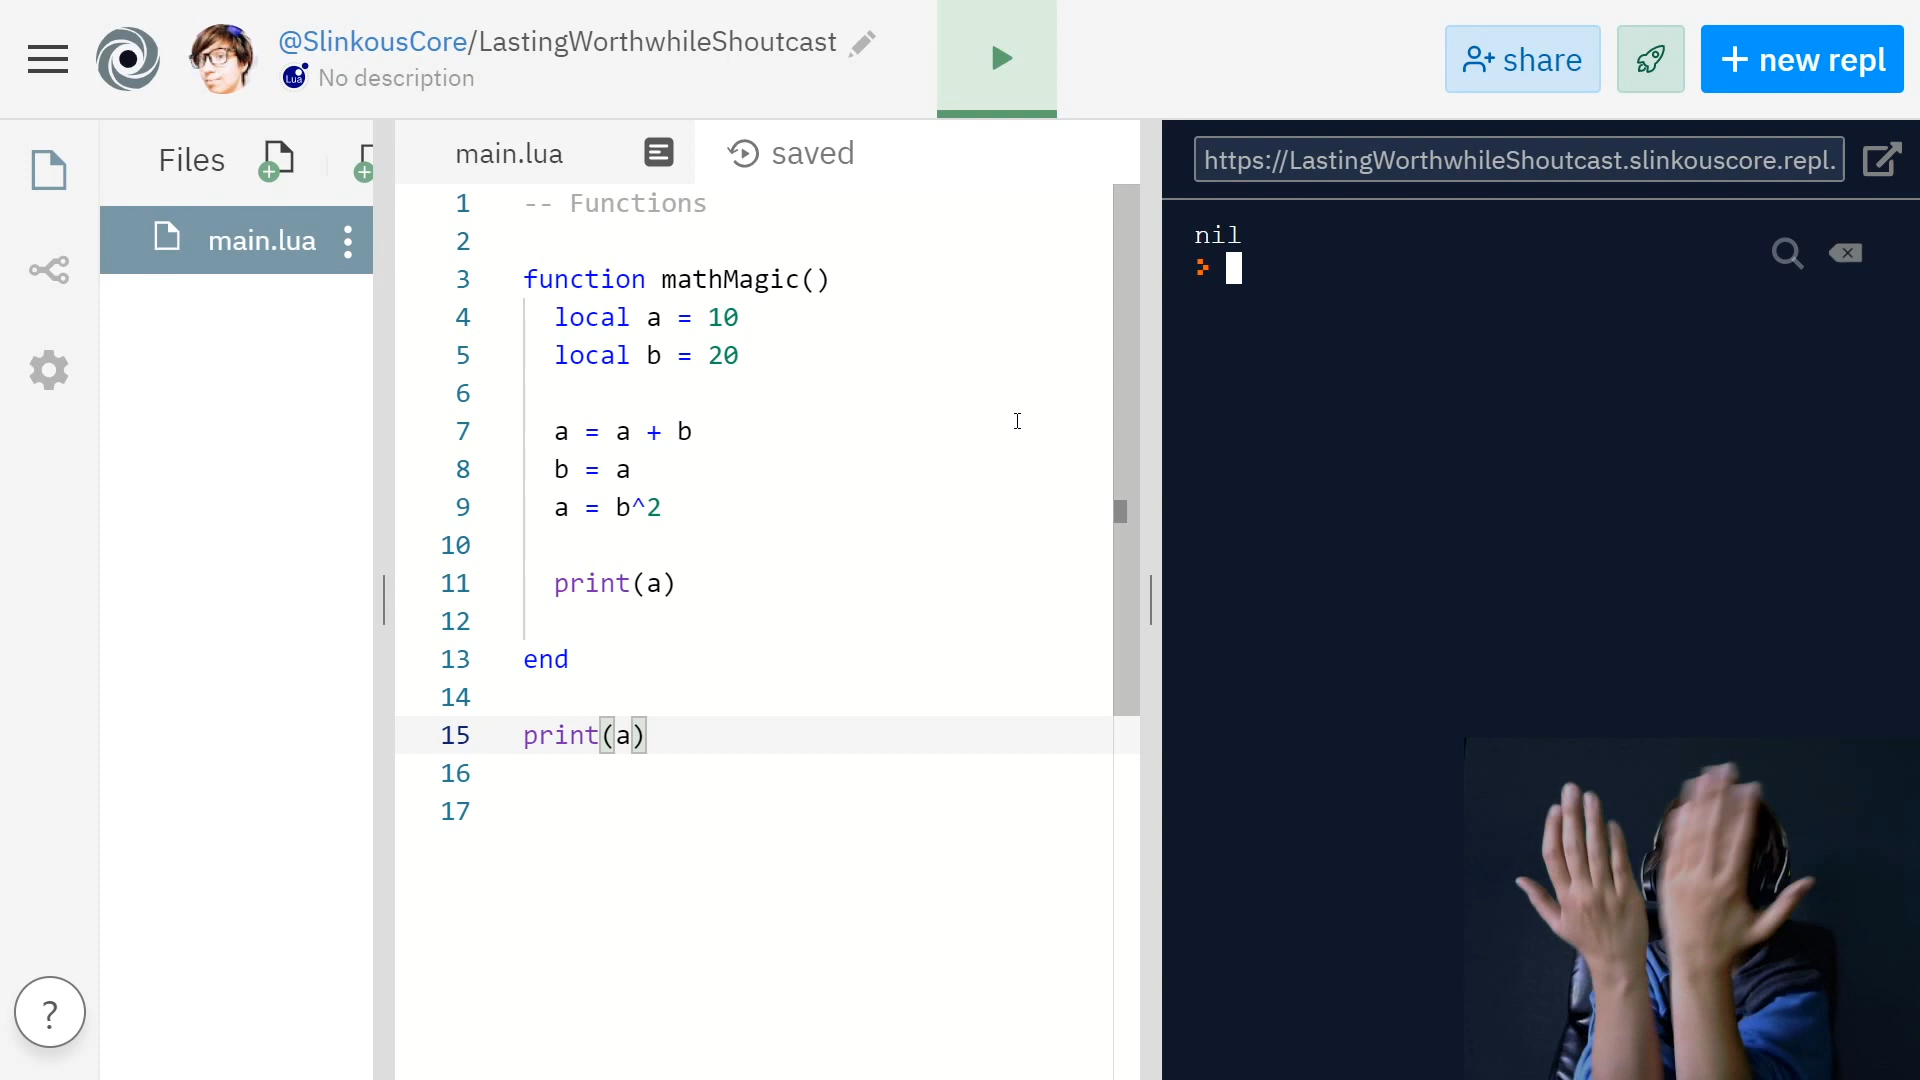 @SlinkousCore/LastingWorthwhileShoutcast
Lua No description
share
+ new repl
Files
main.lua
main.lua
saved
https://LastingWorthwhileShoutcast.slinkouscore.repl.
1 -- Functions
2
3 function mathMagic()
4 local a = 10
5 local b = 20
6
7 a = a + b
8 b = a
9 a = b^2
10
11 print(a)
12
13 end
14
15 print(a)
16
17
nil
>
?